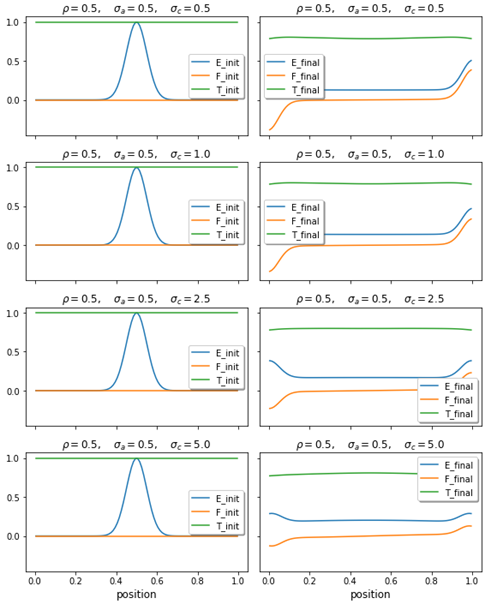 ρ = 0.5, σa = 0.5, σc = 0.5
ρ = 0.5, σa = 0.5, σc = 0.5
1.0
0.5
0.0
E_init
F_init
T_init
E_final
F_final
T_final
ρ = 0.5, σa = 0.5, σc = 1.0
ρ = 0.5, σa = 0.5, σc = 1.0
1.0
0.5
0.0
E_init
F_init
T_init
E_final
F_final
T_final
ρ = 0.5, σa = 0.5, σc = 2.5
ρ = 0.5, σa = 0.5, σc = 2.5
1.0
0.5
0.0
E_init
F_init
T_init
E_final
F_final
T_final
ρ = 0.5, σa = 0.5, σc = 5.0
ρ = 0.5, σa = 0.5, σc = 5.0
1.0
0.5
0.0
E_init
F_init
T_init
E_final
F_final
T_final
0.0 0.2 0.4 0.6 0.8 1.0
0.0 0.2 0.4 0.6 0.8 1.0
position
position